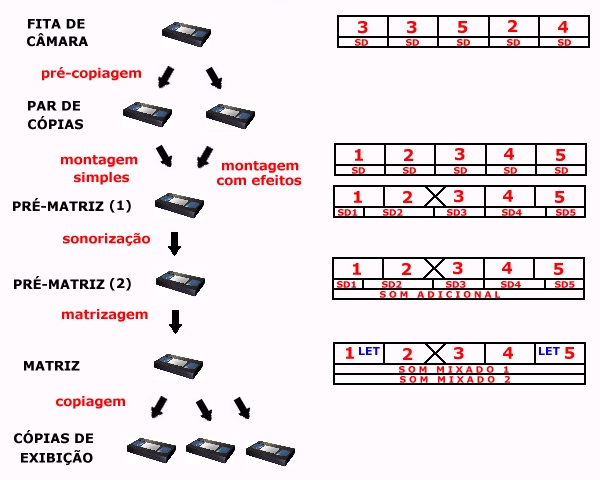 FITA DE
CÂMARA
3 3 5 2 4
SD SD SD SD SD
pré-copiagem
PAR DE
CÓPIAS
montagem
simples
montagem
com efeitos
1 2 3 4 5
SD SD SD SD SD
PRÉ-MATRIZ (1)
1 2 3 4 5
SD1 SD2 SD3 SD4 SD5
sonorização
PRÉ-MATRIZ (2)
1 2 3 4 5
SD1 SD2 SD3 SD4 SD5
SOM ADICIONAL
matrizagem
MATRIZ
1 LET 2 3 4 LET 5
SOM MIXADO 1
SOM MIXADO 2
copiagem
CÓPIAS DE
EXIBIÇÃO